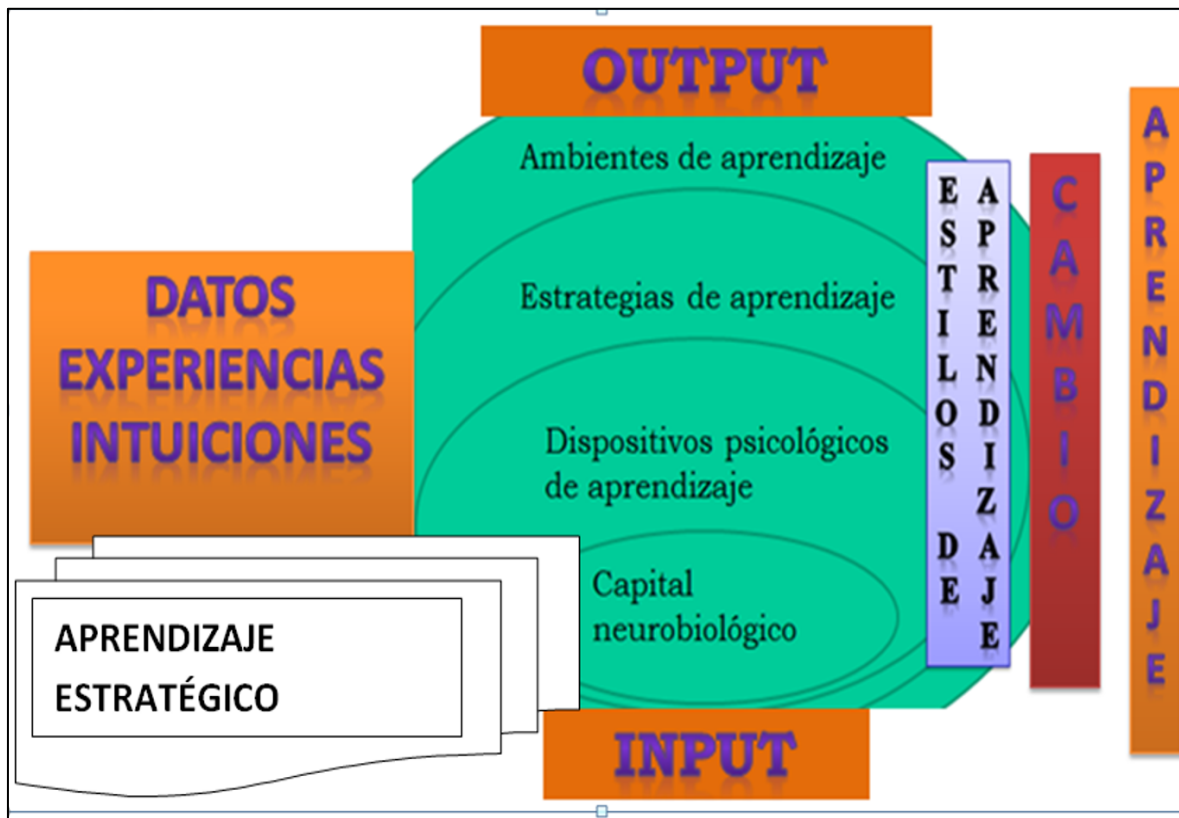 OUTPUT
Ambientes de aprendizaje
Estrategias de aprendizaje
Dispositivos psicológicos
de aprendizaje
Capital
neurobiológico
INPUT
DATOS
EXPERIENCIAS
INTUICIONES
APRENDIZAJE
ESTRATÉGICO
ESTILOS DE
APRENDIZAJE
CAMBIO
APRENDIZAJE